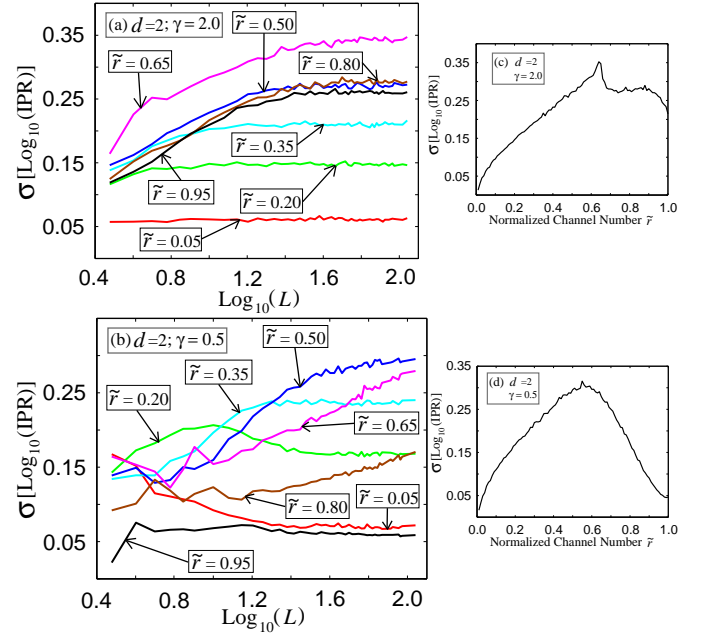 (a) d=2; γ = 2.0
r̃ = 0.65
r̃ = 0.50
r̃ = 0.80
r̃ = 0.35
r̃ = 0.95
r̃ = 0.20
r̃ = 0.05
0.35
0.25
0.15
0.05
σ [Log10(IPR)]
0.4
0.8
1.2
1.6
2.0
Log10(L)
(c) d=2
γ = 2.0
0.35
0.25
0.15
0.05
σ [Log10(IPR)]
0
0.2
0.4
0.6
0.8
1.0
Normalized Channel Number r̃
(b) d=2; γ = 0.5
r̃ = 0.50
r̃ = 0.35
r̃ = 0.20
r̃ = 0.65
r̃ = 0.05
r̃ = 0.80
r̃ = 0.95
0.25
0.15
0.05
σ [Log10(IPR)]
0.4
0.8
1.2
1.6
2.0
Log10(L)
(d) d=2
γ = 0.5
0.35
0.25
0.15
0.05
σ[Log10(IPR)]
0
0.2
0.4
0.6
0.8
1
Normalized Channel Number r̃